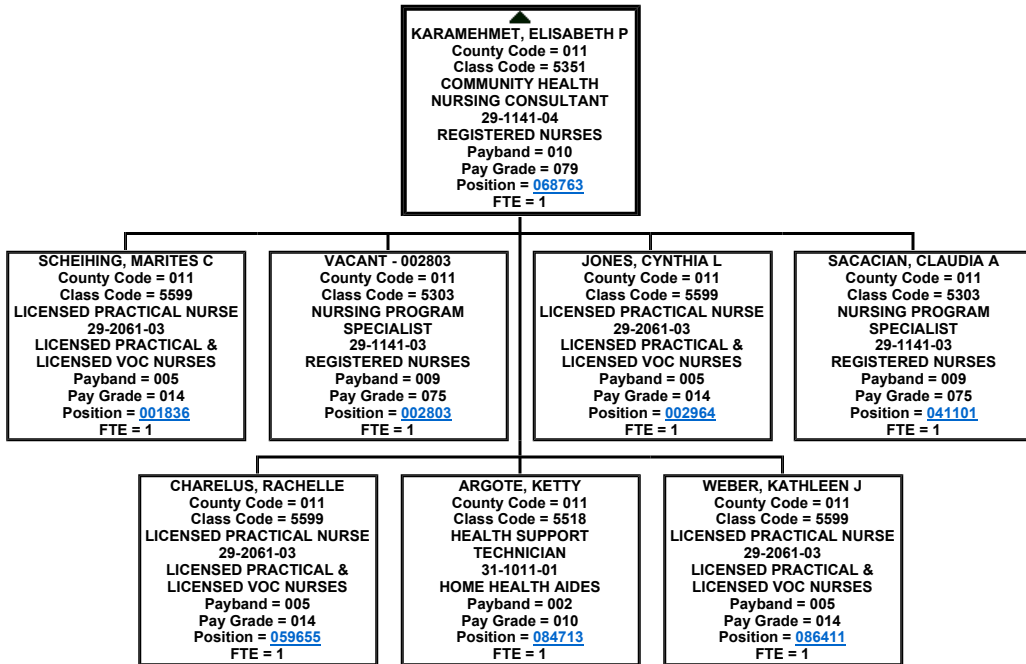 KARAMEHMET, ELISABETH P
County Code = 011
Class Code = 5351
COMMUNITY HEALTH
NURSING CONSULTANT
29-1141-04
REGISTERED NURSES
Payband = 010
Pay Grade = 079
Position = 068763
FTE = 1
SCHEIHING, MARITES C
County Code = 011
Class Code = 5599
LICENSED PRACTICAL NURSE
29-2061-03
LICENSED PRACTICAL &
LICENSED VOC NURSES
Payband = 005
Pay Grade = 014
Position = 001836
FTE = 1
VACANT - 002803
County Code = 011
Class Code = 5303
NURSING PROGRAM
SPECIALIST
29-1141-03
REGISTERED NURSES
Payband = 009
Pay Grade = 075
Position = 002803
FTE = 1
JONES, CYNTHIA L
County Code = 011
Class Code = 5599
LICENSED PRACTICAL NURSE
29-2061-03
LICENSED PRACTICAL &
LICENSED VOC NURSES
Payband = 005
Pay Grade = 014
Position = 002964
FTE = 1
SACACIAN, CLAUDIA A
County Code = 011
Class Code = 5303
NURSING PROGRAM
SPECIALIST
29-1141-03
REGISTERED NURSES
Payband = 009
Pay Grade = 075
Position = 041101
FTE = 1
CHARELUS, RACHELLE
County Code = 011
Class Code = 5599
LICENSED PRACTICAL NURSE
29-2061-03
LICENSED PRACTICAL &
LICENSED VOC NURSES
Payband = 005
Pay Grade = 014
Position = 059655
FTE = 1
ARGOTE, KETTY
County Code = 011
Class Code = 5518
HEALTH SUPPORT
TECHNICIAN
31-1011-01
HOME HEALTH AIDES
Payband = 002
Pay Grade = 010
Position = 084713
FTE = 1
WEBER, KATHLEEN J
County Code = 011
Class Code = 5599
LICENSED PRACTICAL NURSE
29-2061-03
LICENSED PRACTICAL &
LICENSED VOC NURSES
Payband = 005
Pay Grade = 014
Position = 086411
FTE = 1